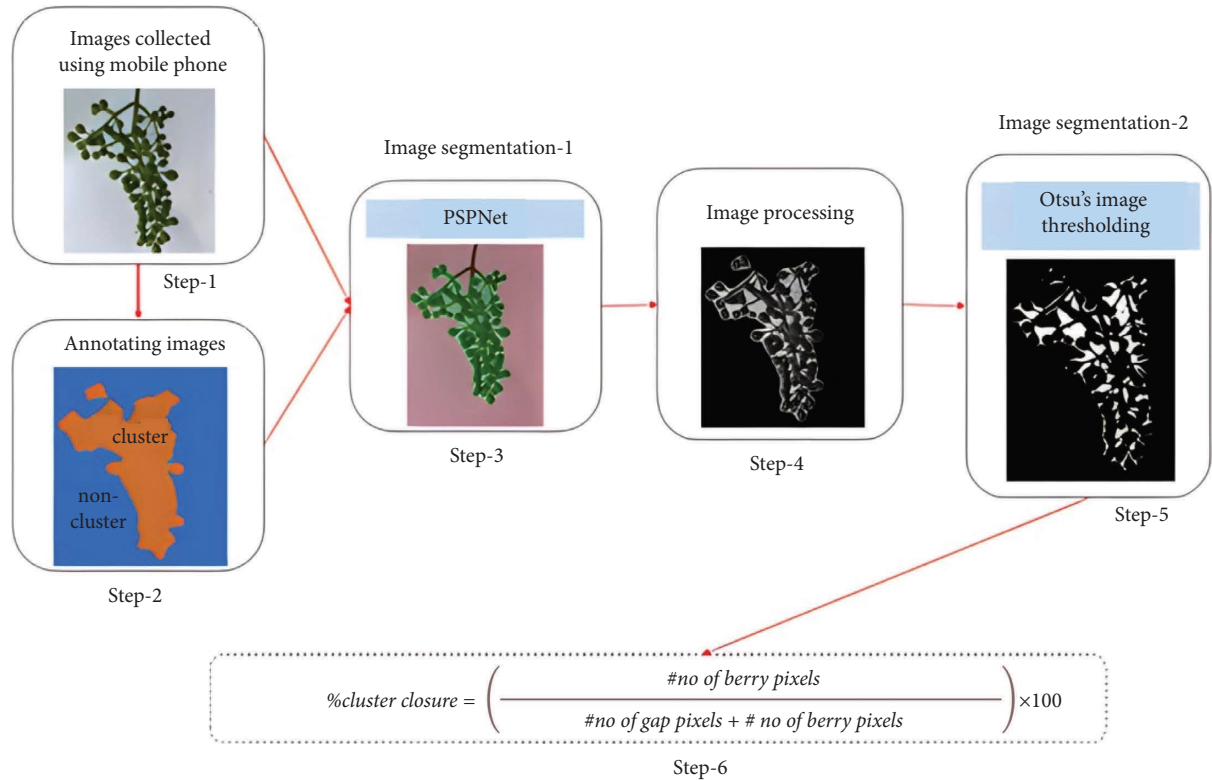 Images collected
using mobile phone
Step-1
Annotating images
cluster
non-
cluster
Step-2
Image segmentation-1
PSPNet
Step-3
Image processing
Step-4
Image segmentation-2
Otsu's image
thresholding
Step-5
%cluster closure = ( #no of berry pixels
#no of gap pixels + # no of berry pixels ) ×100
Step-6